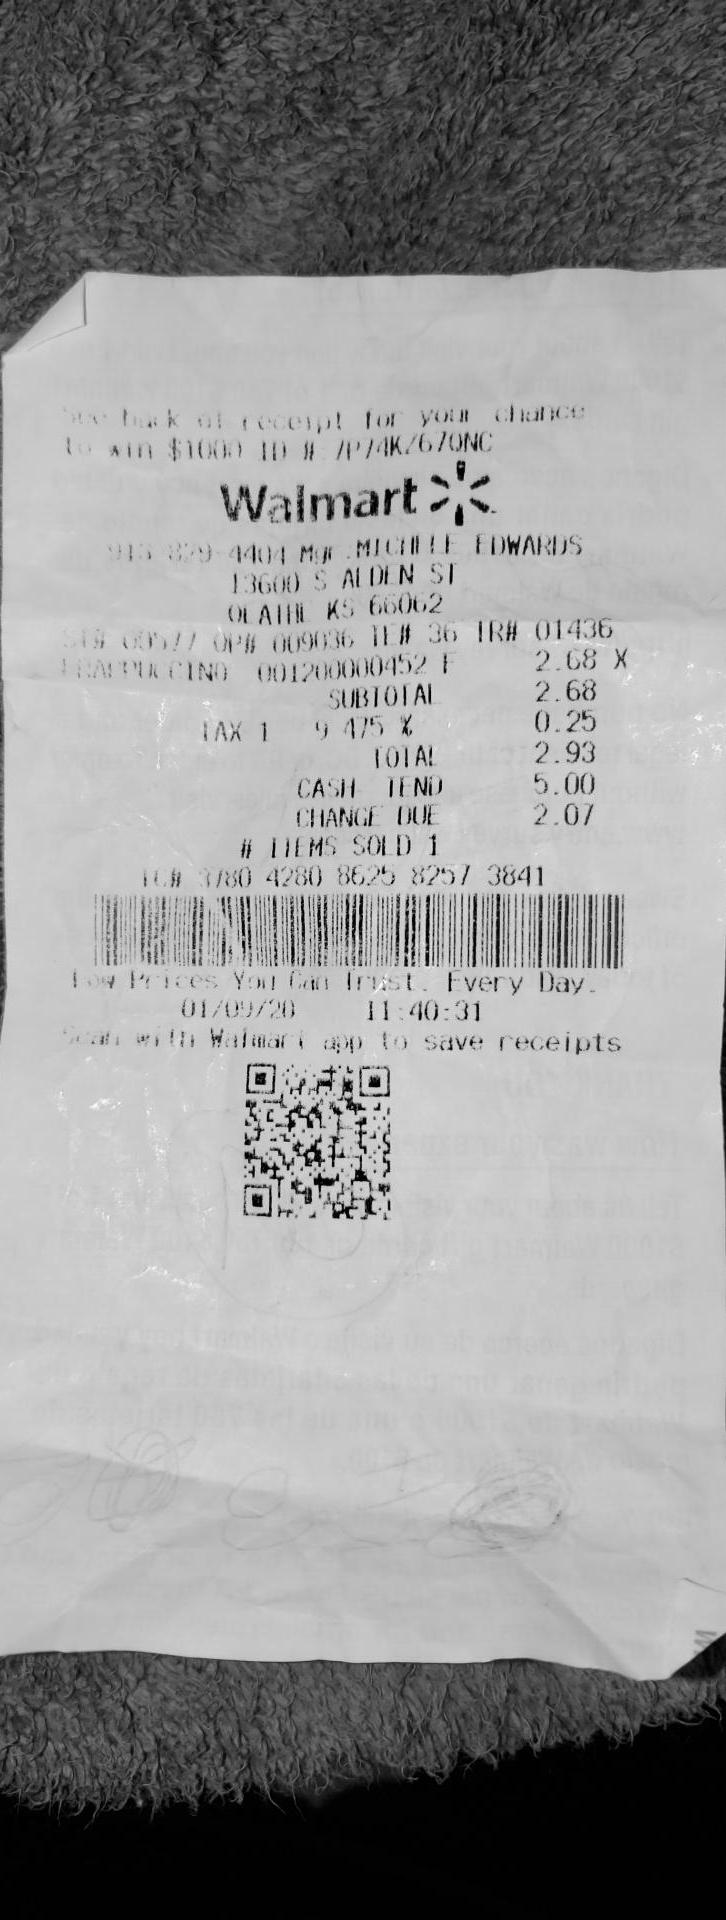 See back of receipt for your chance
to win $1000 ID #:
Walmart
913-829-4404 Mgr:MICHELE EDWARDS
13600 S ALDEN ST
OLATHE KS 66062
ST# 00577 OP# 009036 TE# 36 TR# 01436
FRAPPUCCINO 001200000452 F 2.68 X
SUBTOTAL 2.68
TAX 1 9.475 % 0.25
TOTAL 2.93
CASH TEND 5.00
CHANGE DUE 2.07
# ITEMS SOLD 1
TC# 3780 4280 8625 8257 3841
Low Prices You Can Trust. Every Day.
01/09/20 11:40:31
Scan with Walmart app to save receipts